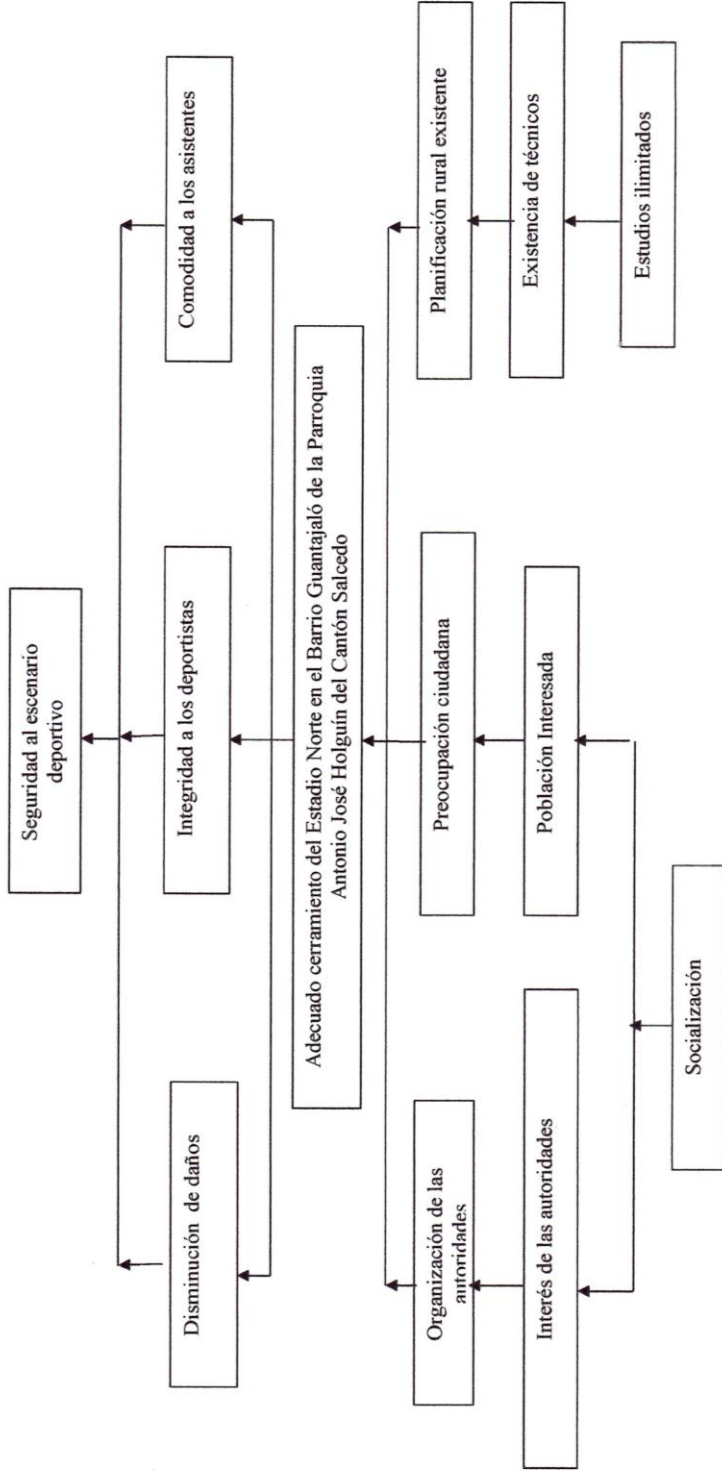 Seguridad al escenario
deportivo
Disminución de daños
Integridad a los deportistas
Comodidad a los asistentes
Adecuado cerramiento del Estadio Norte en el Barrio Guantajaló de la Parroquia
Antonio José Holguín del Cantón Salcedo
Organización de las
autoridades
Preocupación ciudadana
Planificación rural existente
Interés de las autoridades
Población Interesada
Existencia de técnicos
Socialización
Estudios ilimitados